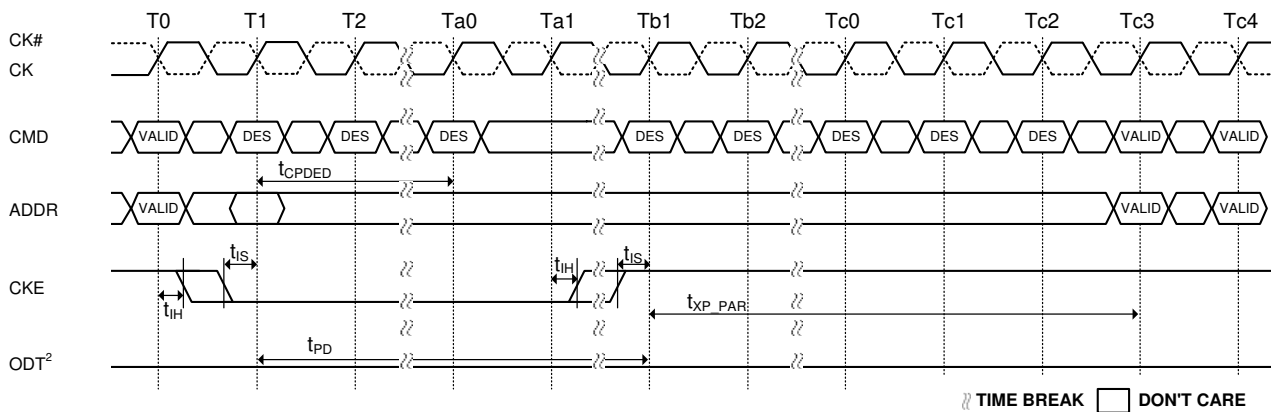 T0 T1 T2 Ta0 Ta1 Tb1 Tb2 Tc0 Tc1 Tc2 Tc3 Tc4
CK#
CK
CMD VALID DES DES DES DES DES DES DES DES VALID VALID
tCPDED
ADDR VALID VALID VALID
tIS tIH tIS
CKE
tIH tXP_PAR
tPD
ODT²
TIME BREAK DON'T CARE